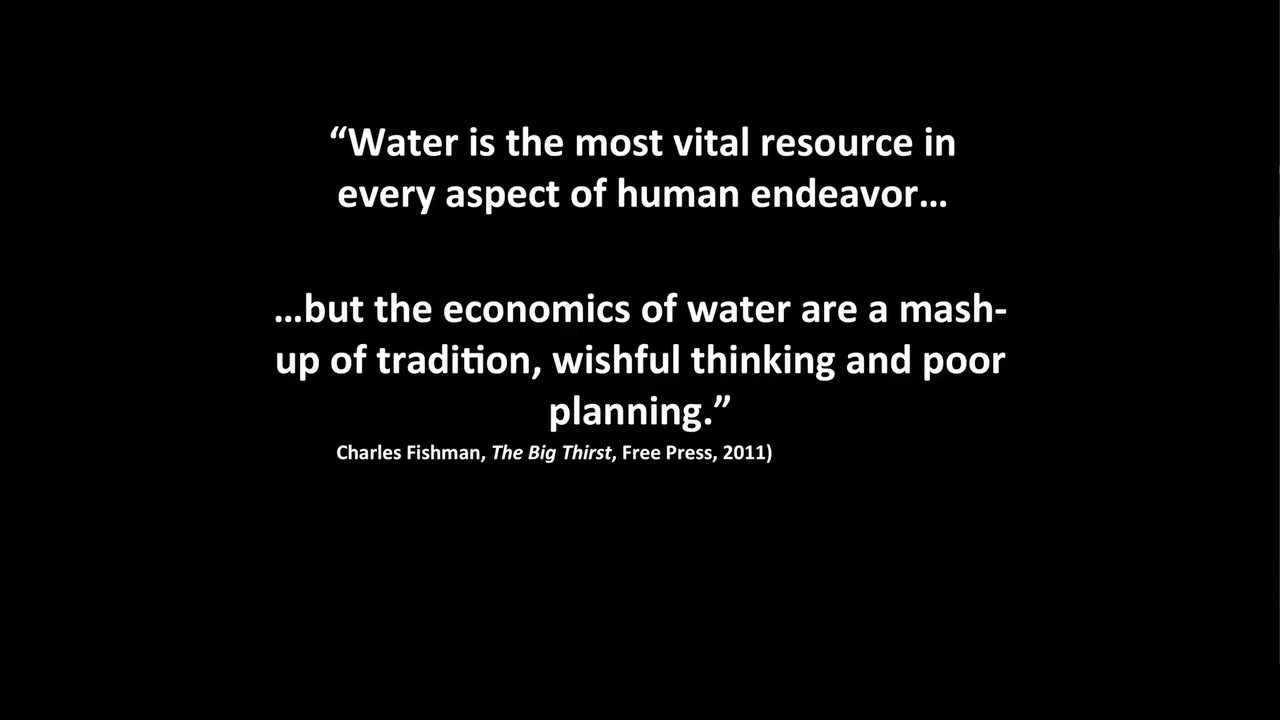 “Water is the most vital resource in
every aspect of human endeavor…
…but the economics of water are a mash-
up of tradition, wishful thinking and poor
planning.”
Charles Fishman, The Big Thirst, Free Press, 2011)